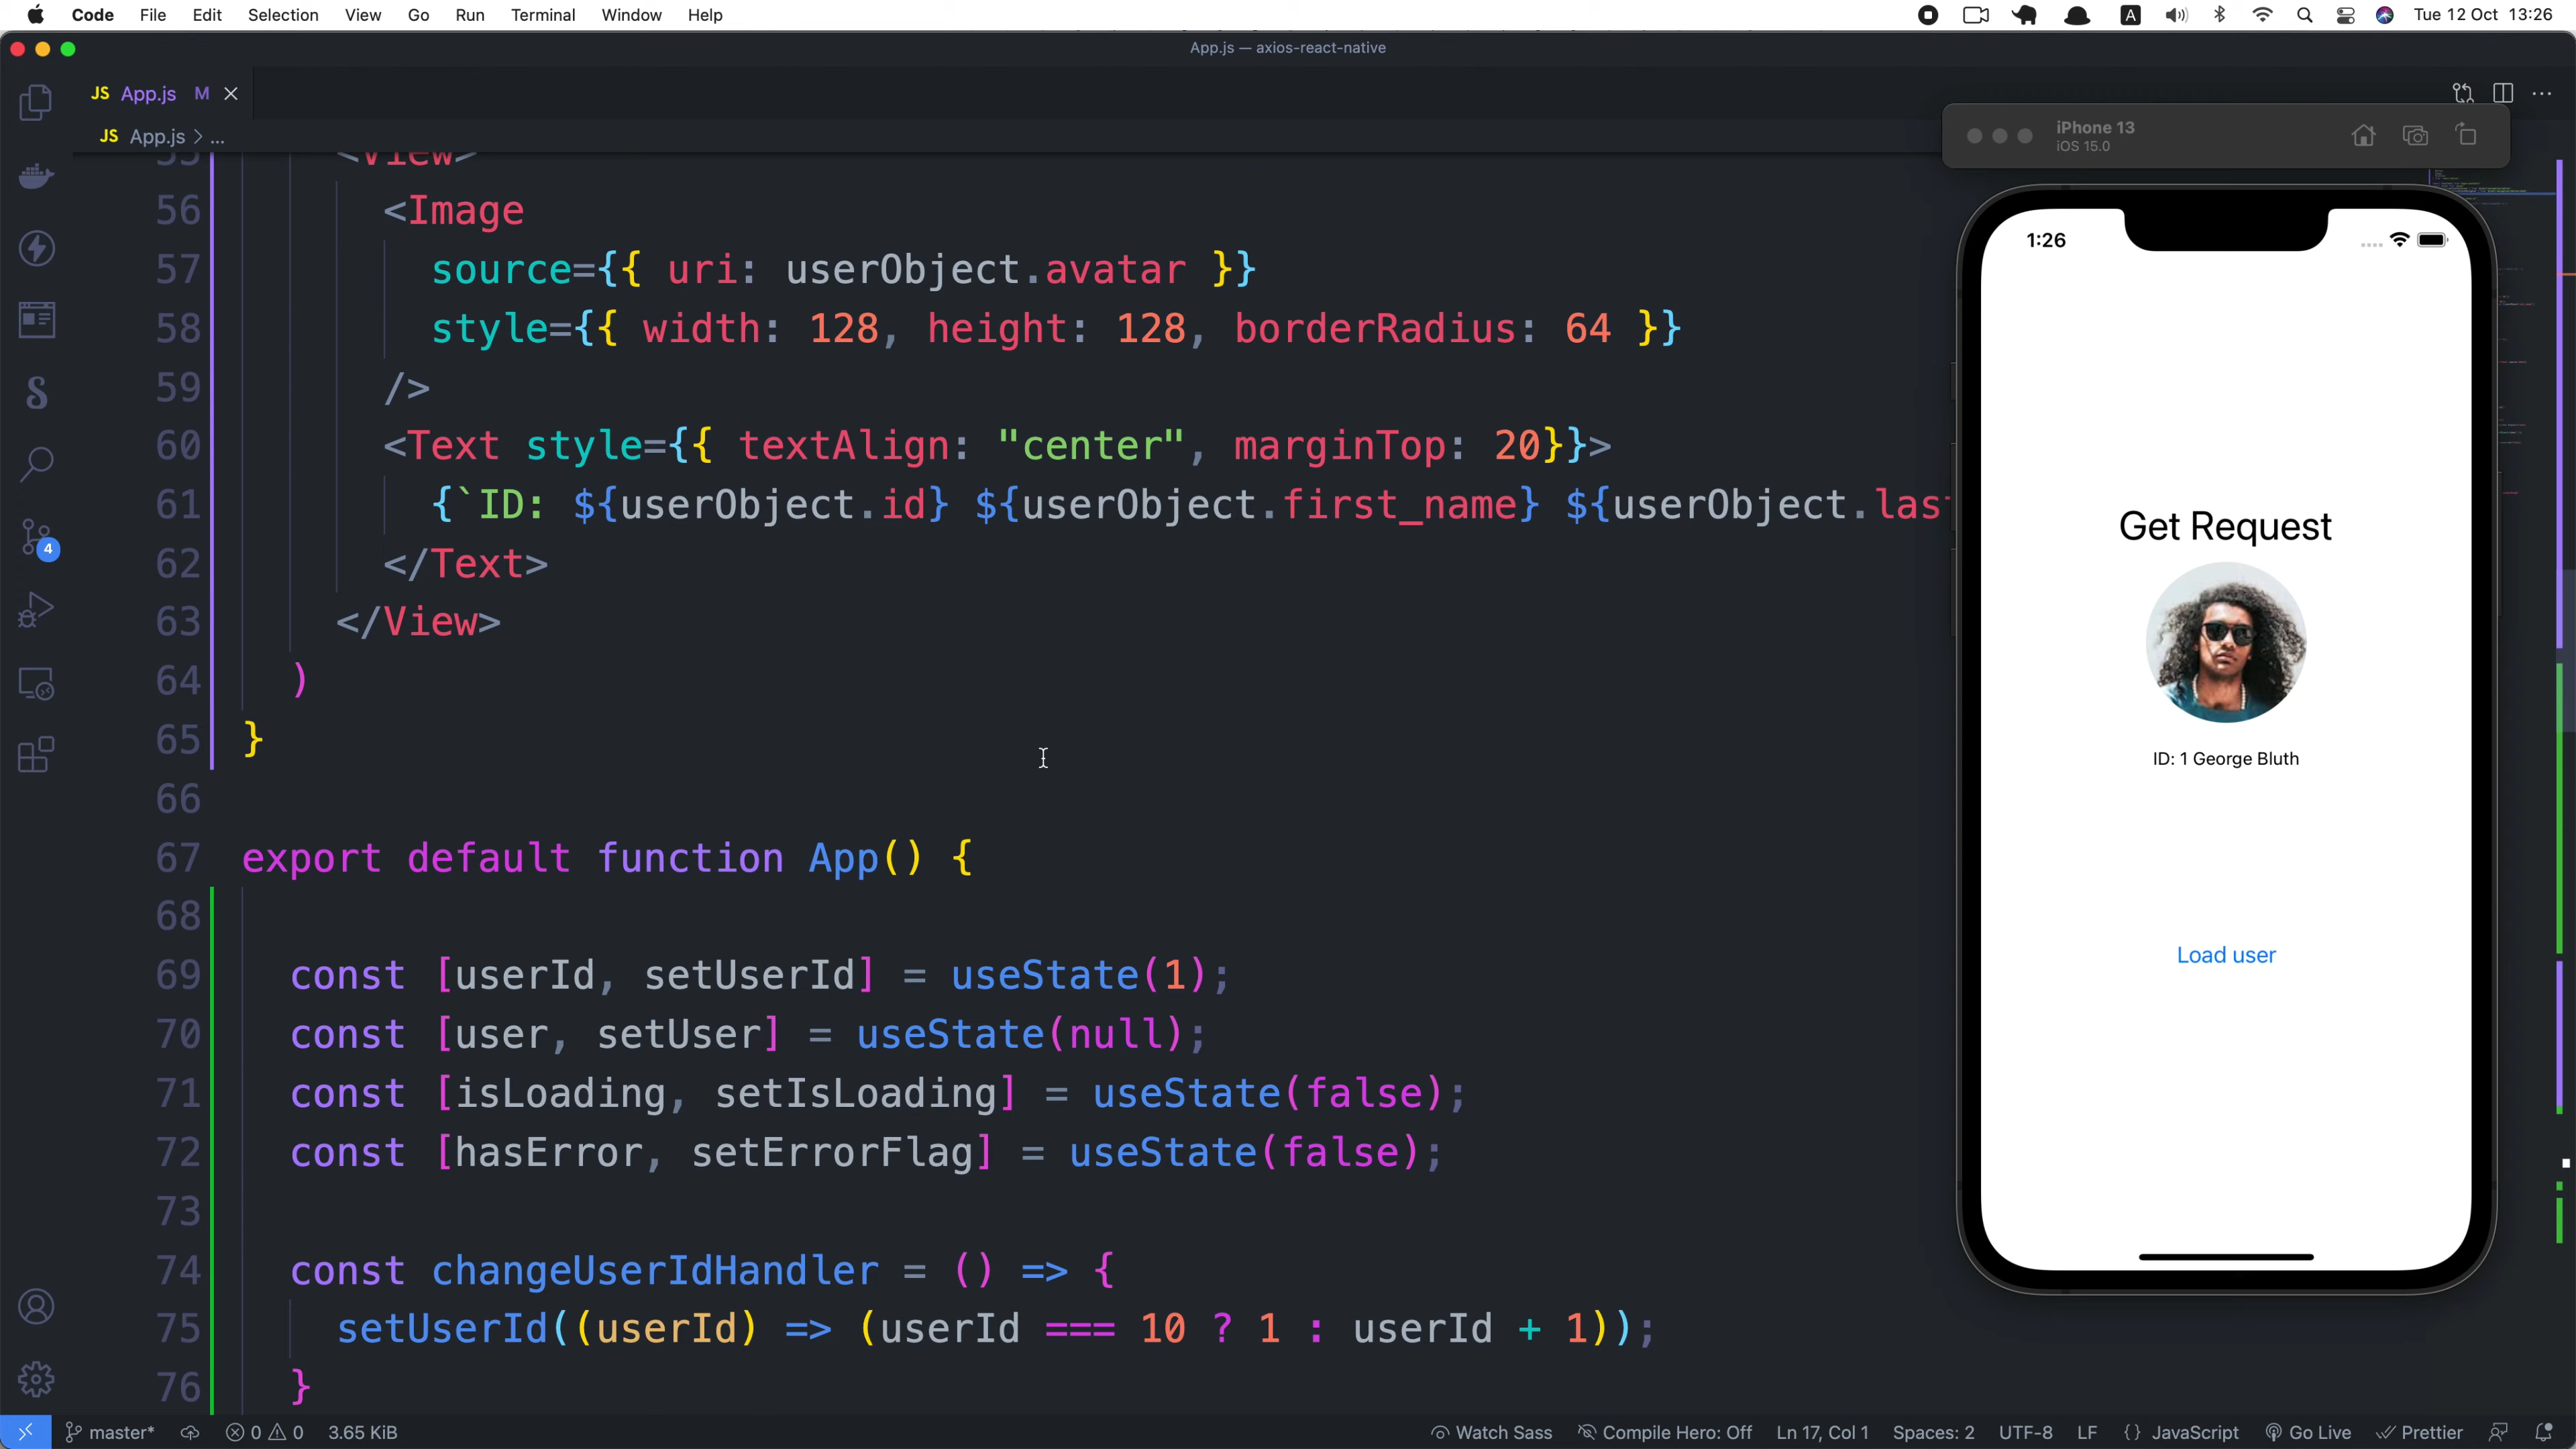 Code File Edit Selection View Go Run Terminal Window Help A Tue 12 Oct 13:26
App.js — axios-react-native
JS App.js M
JS App.js > ...
55 <View>
56 <Image
57 source={{ uri: userObject.avatar }}
58 style={{ width: 128, height: 128, borderRadius: 64 }}
59 />
60 <Text style={{ textAlign: "center", marginTop: 20}}>
61 {`ID: ${userObject.id} ${userObject.first_name} ${userObject.las
62 </Text>
63 </View>
64 )
65 }
66
67 export default function App() {
68
69 const [userId, setUserId] = useState(1);
70 const [user, setUser] = useState(null);
71 const [isLoading, setIsLoading] = useState(false);
72 const [hasError, setErrorFlag] = useState(false);
73
74 const changeUserIdHandler = () => {
75 setUserId((userId) => (userId === 10 ? 1 : userId + 1));
76 }
4
iPhone 13
iOS 15.0
1:26
Get Request
ID: 1 George Bluth
Load user
master* 0 0 3.65 KiB Watch Sass Compile Hero: Off Ln 17, Col 1 Spaces: 2 UTF-8 LF {} JavaScript Go Live Prettier